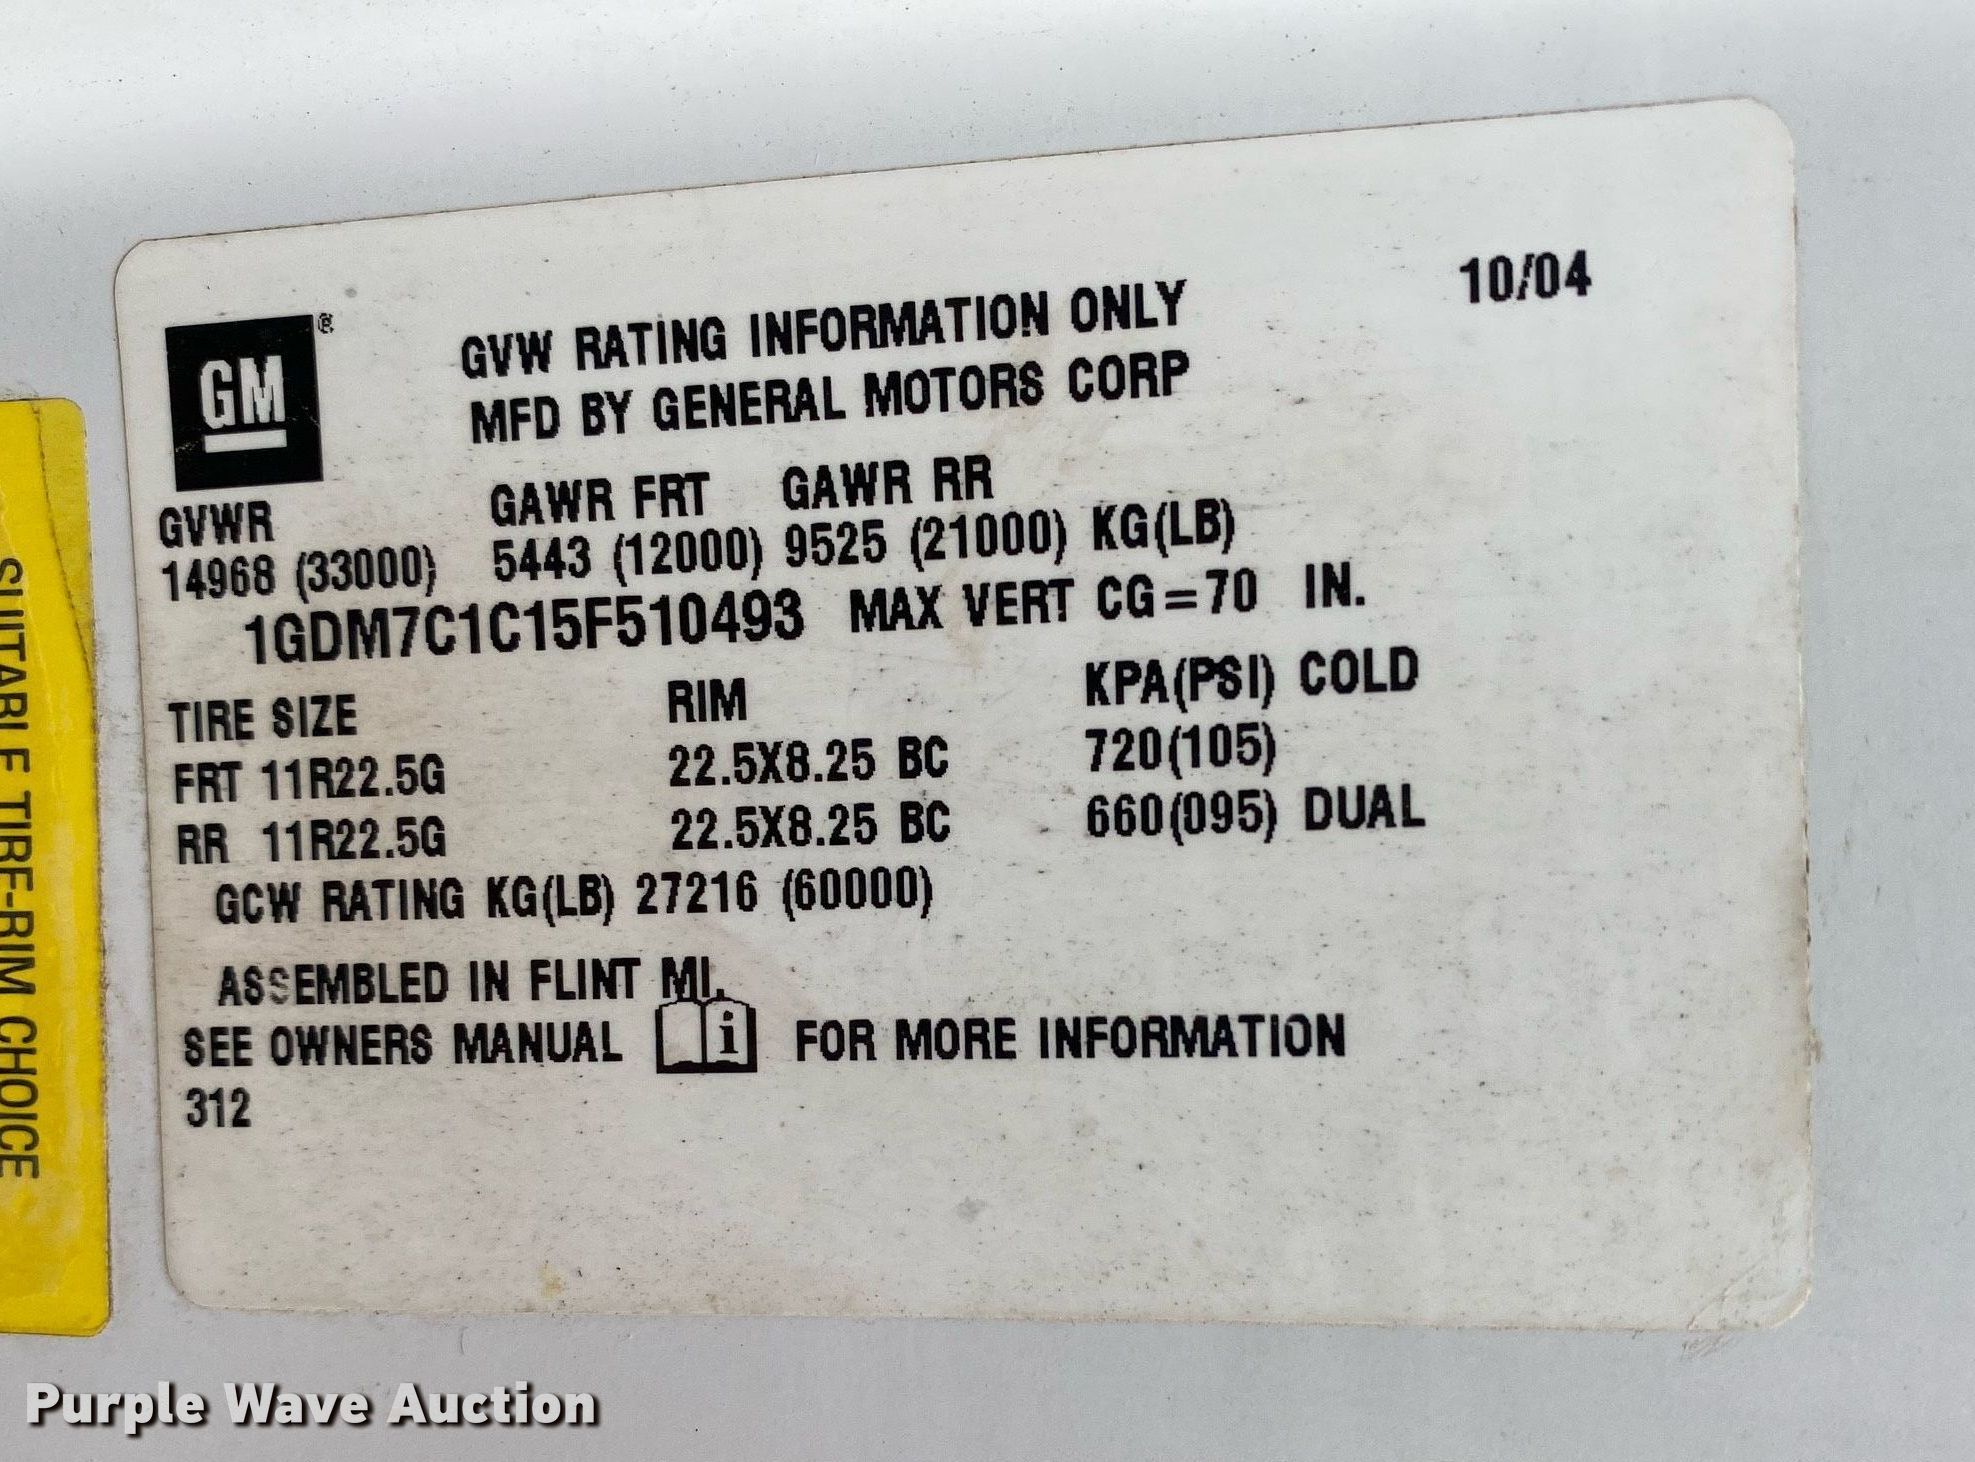 10/04
GM ®
GVW RATING INFORMATION ONLY
MFD BY GENERAL MOTORS CORP
GVWR GAWR FRT GAWR RR
14968 (33000) 5443 (12000) 9525 (21000) KG(LB)
1GDM7C1C15F510493 MAX VERT CG=70 IN.
TIRE SIZE RIM KPA(PSI) COLD
FRT 11R22.5G 22.5X8.25 BC 720(105)
RR 11R22.5G 22.5X8.25 BC 660(095) DUAL
GCW RATING KG(LB) 27216 (60000)
ASSEMBLED IN FLINT MI.
SEE OWNERS MANUAL i FOR MORE INFORMATION
312
SUITABLE TIRE-RIM CHOICE
Purple Wave Auction